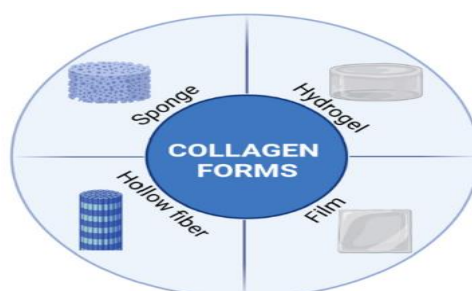 Sponge
Hydrogel
COLLAGEN
FORMS
Hollow fiber
Film